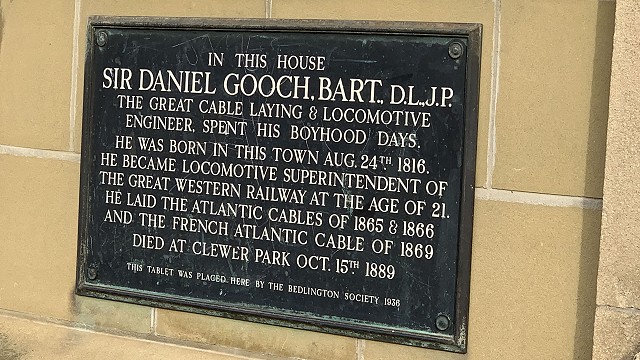 IN THIS HOUSE
SIR DANIEL GOOCH, BART., D.L., J.P.
THE GREAT CABLE LAYING & LOCOMOTIVE
ENGINEER, SPENT HIS BOYHOOD DAYS.
HE WAS BORN IN THIS TOWN AUG. 24TH 1816.
HE BECAME LOCOMOTIVE SUPERINTENDENT OF
THE GREAT WESTERN RAILWAY AT THE AGE OF 21.
HE LAID THE ATLANTIC CABLES OF 1865 & 1866
AND THE FRENCH ATLANTIC CABLE OF 1869
DIED AT CLEWER PARK OCT. 15TH 1889
THIS TABLET WAS PLACED HERE BY THE BEDLINGTON SOCIETY 1936